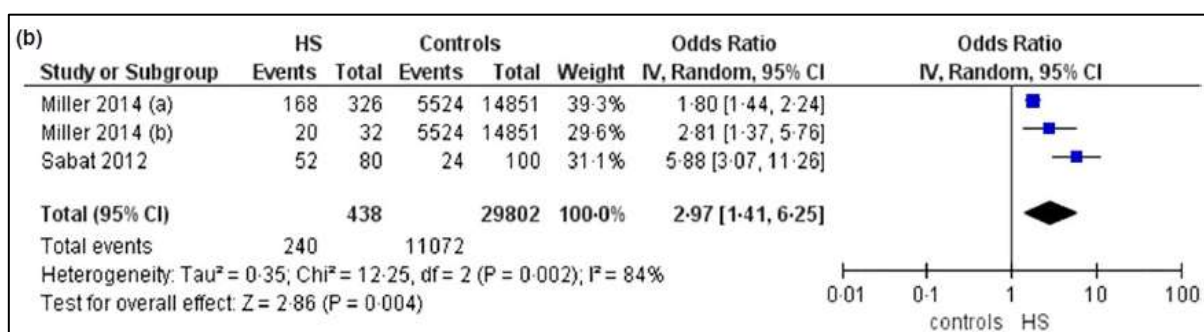 (b) HS Controls Odds Ratio Odds Ratio
Study or Subgroup Events Total Events Total Weight IV, Random, 95% CI IV, Random, 95% CI
Miller 2014 (a) 168 326 5524 14851 39·3% 1·80 [1·44, 2·24]
Miller 2014 (b) 20 32 5524 14851 29·6% 2·81 [1·37, 5·76]
Sabat 2012 52 80 24 100 31·1% 5·88 [3·07, 11·26]
Total (95% CI) 438 29802 100·0% 2·97 [1·41, 6·25]
Total events 240 11072
Heterogeneity: Tau² = 0·35; Chi² = 12·25, df = 2 (P = 0·002); I² = 84%
Test for overall effect: Z = 2·86 (P = 0·004)
0·01 0·1 1 10 100
controls HS